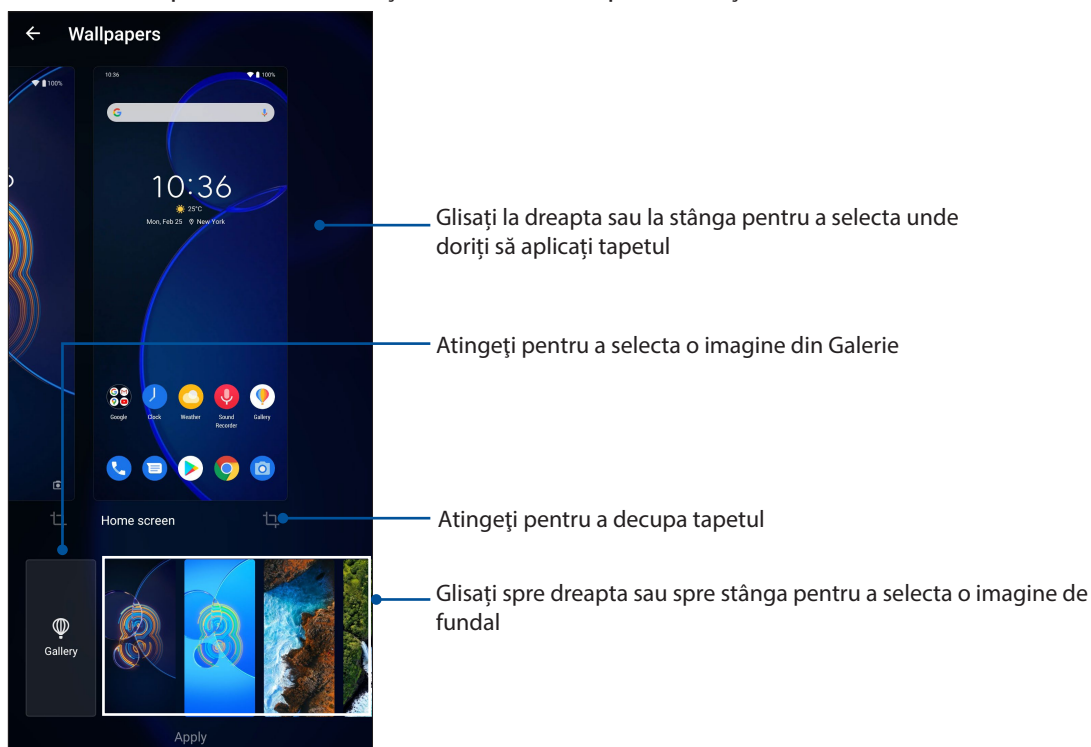 Wallpapers
100%
10:36
100%
10:36
25°C
Mon, Feb 25 New York
Glisați la dreapta sau la stânga pentru a selecta unde
doriți să aplicați tapetul
Atingeţi pentru a selecta o imagine din Galerie
Google Clock Weather Sound Recorder Gallery
Home screen
Atingeţi pentru a decupa tapetul
Glisați spre dreapta sau spre stânga pentru a selecta o imagine de
fundal
Gallery
Apply